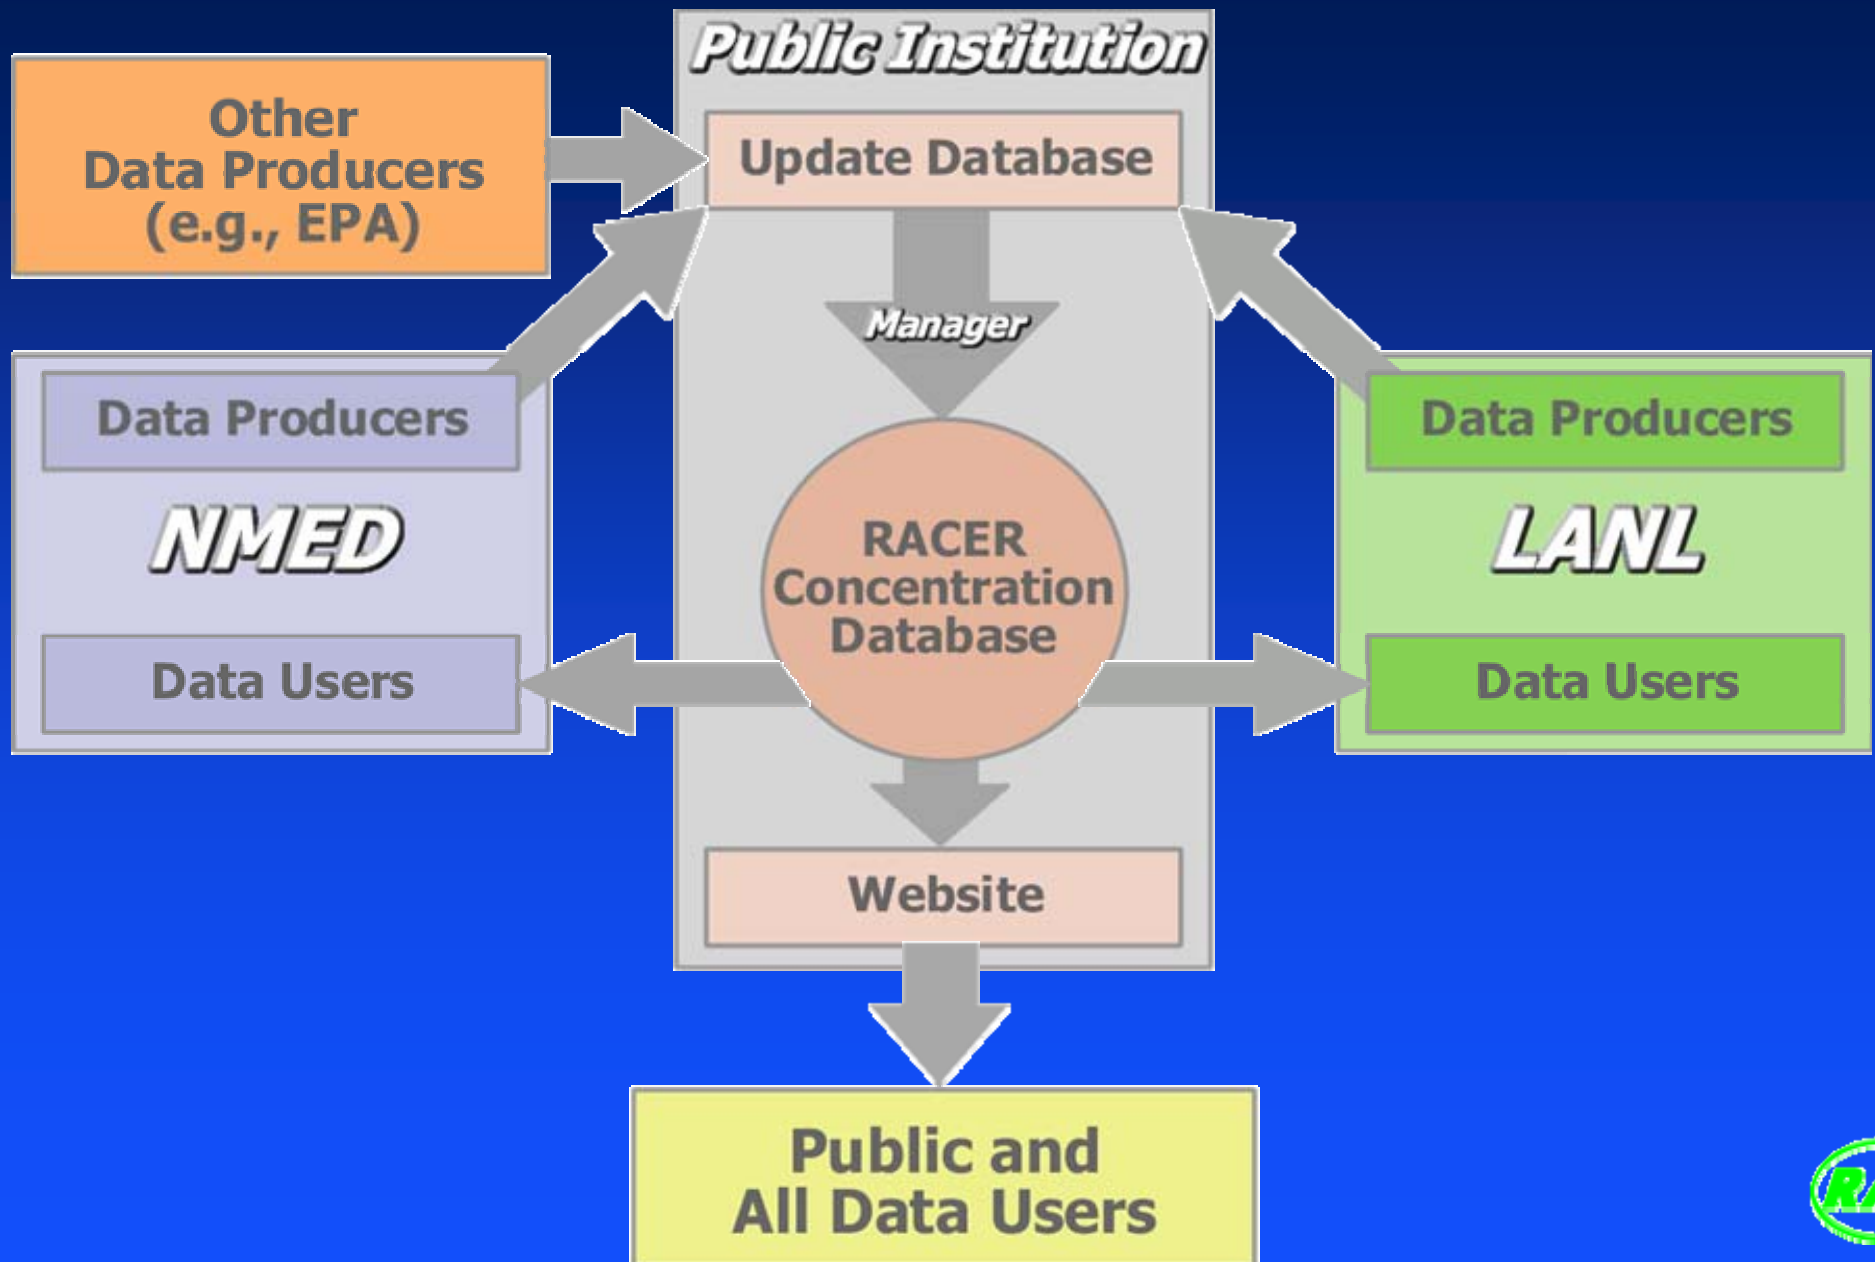 Public Institution
Other
Data Producers
(e.g., EPA)
Update Database
Manager
Data Producers
NMED
Data Users
RACER
Concentration
Database
Data Producers
LANL
Data Users
Website
Public and
All Data Users